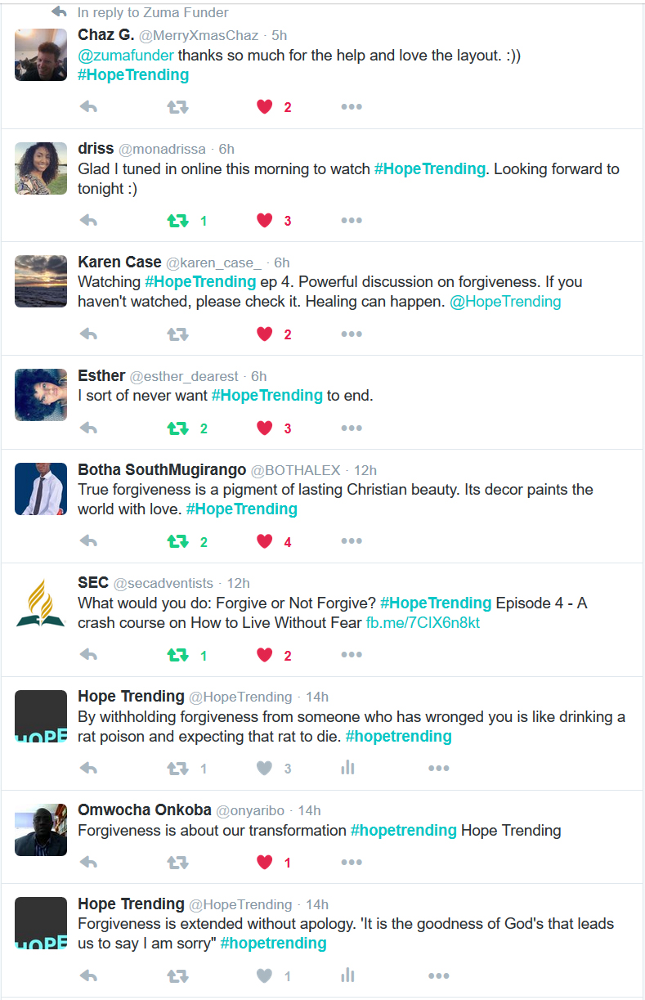 In reply to Zuma Funder
Chaz G. @MerryXmasChaz · 5h
@zumafunder thanks so much for the help and love the layout. :))
#HopeTrending
2
driss @monadrissa · 6h
Glad I tuned in online this morning to watch #HopeTrending. Looking forward to
tonight :)
1 3
Karen Case @karen_case_ · 6h
Watching #HopeTrending ep 4. Powerful discussion on forgiveness. If you
haven't watched, please check it. Healing can happen. @HopeTrending
2
Esther @esther_dearest · 6h
I sort of never want #HopeTrending to end.
2 3
Botha SouthMugirango @BOTHALEX · 12h
True forgiveness is a pigment of lasting Christian beauty. Its decor paints the
world with love. #HopeTrending
2 4
SEC @secadventists · 12h
What would you do: Forgive or Not Forgive? #HopeTrending Episode 4 - A
crash course on How to Live Without Fear fb.me/7CIX6n8kt
1 2
Hope Trending @HopeTrending · 14h
By withholding forgiveness from someone who has wronged you is like drinking a
HOPE
rat poison and expecting that rat to die. #hopetrending
1 3
Omwocha Onkoba @onyaribo · 14h
Forgiveness is about our transformation #hopetrending Hope Trending
1
Hope Trending @HopeTrending · 14h
Forgiveness is extended without apology. 'It is the goodness of God's that leads
HOPE
us to say I am sorry" #hopetrending
1